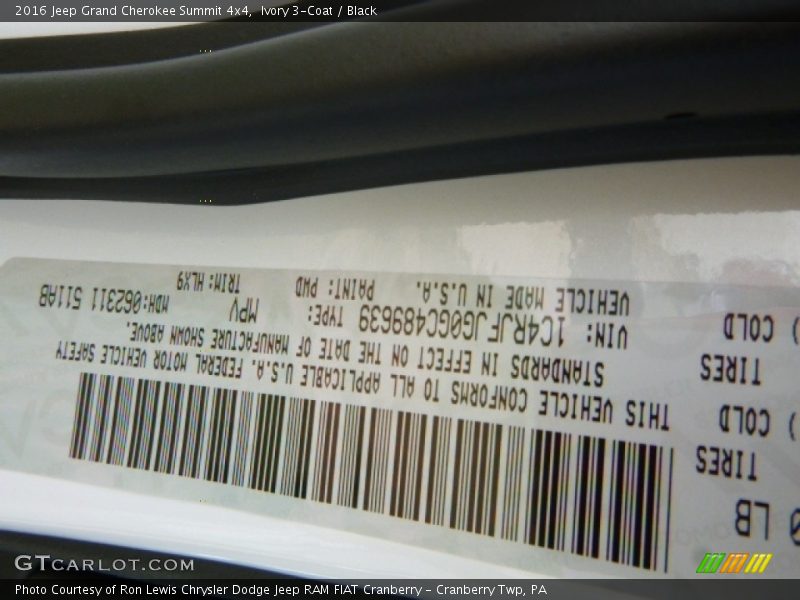 2016 Jeep Grand Cherokee Summit 4x4, Ivory 3-Coat / Black
LB
TIRES
) COLD
TIRES
) COLD
THIS VEHICLE CONFORMS TO ALL APPLICABLE U.S.A. FEDERAL MOTOR VEHICLE SAFETY
STANDARDS IN EFFECT ON THE DATE OF MANUFACTURE SHOWN ABOVE.
VIN: 1C4RJFJG0GC489639 TYPE: MPV MDH:062311 511AB
VEHICLE MADE IN U.S.A. PAINT: PWD TRIM: HLX9
GTCARLOT.COM
Photo Courtesy of Ron Lewis Chrysler Dodge Jeep RAM FIAT Cranberry - Cranberry Twp, PA